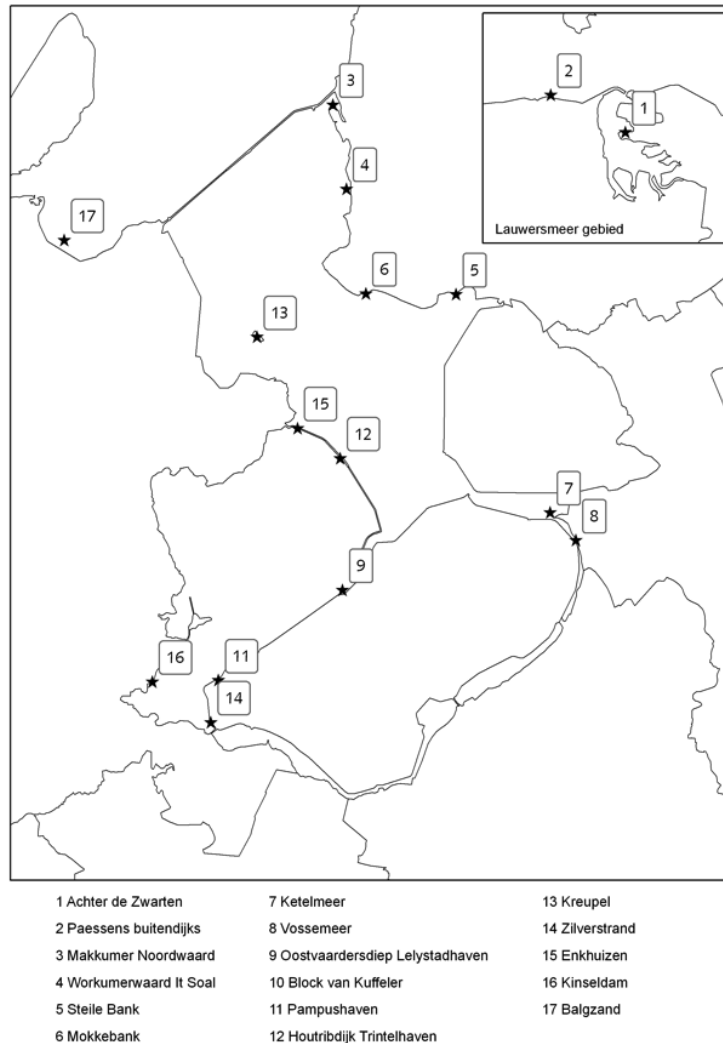 3
2
1
4
Lauwersmeer gebied
17
6
5
13
15
12
7
8
9
16
11
14
1 Achter de Zwarten
2 Paessens buitendijks
3 Makkumer Noordwaard
4 Workumerwaard It Soal
5 Steile Bank
6 Mokkebank
7 Ketelmeer
8 Vossemeer
9 Oostvaardersdiep Lelystadhaven
10 Block van Kuffeler
11 Pampushaven
12 Houtribdijk Trintelhaven
13 Kreupel
14 Zilverstrand
15 Enkhuizen
16 Kinseldam
17 Balgzand